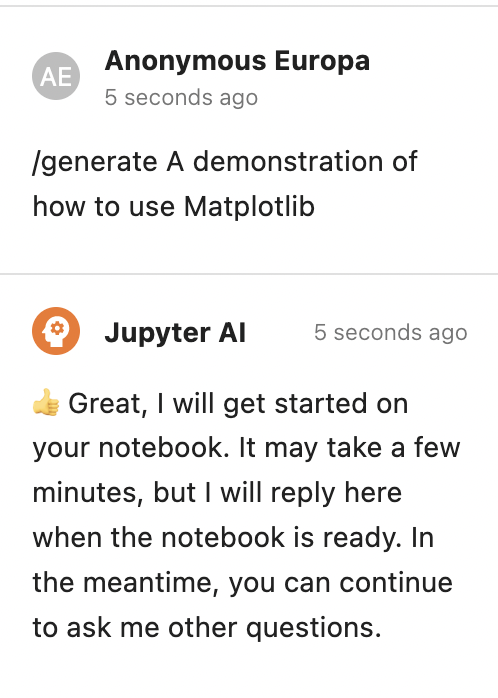 AE
Anonymous Europa
5 seconds ago
/generate A demonstration of
how to use Matplotlib
Jupyter AI 5 seconds ago
👍 Great, I will get started on
your notebook. It may take a few
minutes, but I will reply here
when the notebook is ready. In
the meantime, you can continue
to ask me other questions.